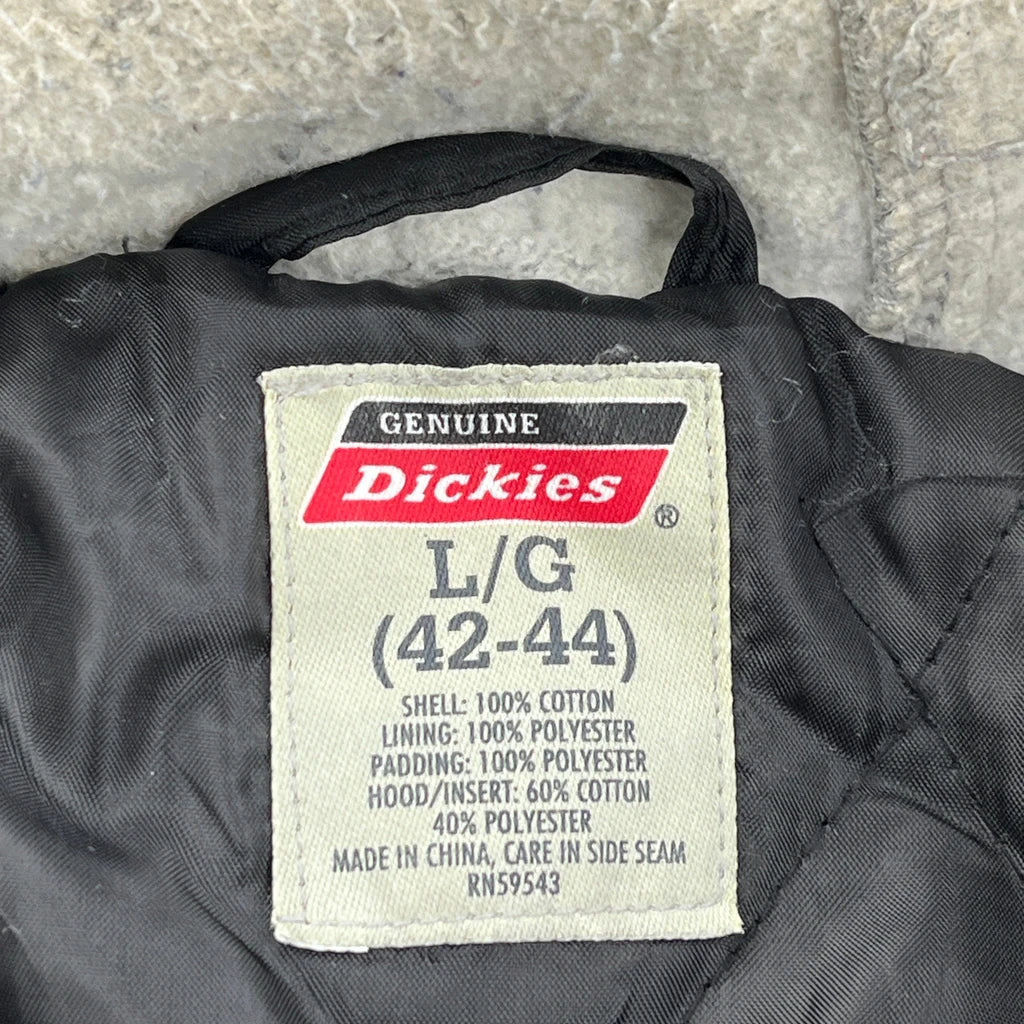 GENUINE
Dickies
®
L/G
(42-44)
SHELL: 100% COTTON
LINING: 100% POLYESTER
PADDING: 100% POLYESTER
HOOD/INSERT: 60% COTTON
40% POLYESTER
MADE IN CHINA, CARE IN SIDE SEAM
RN59543